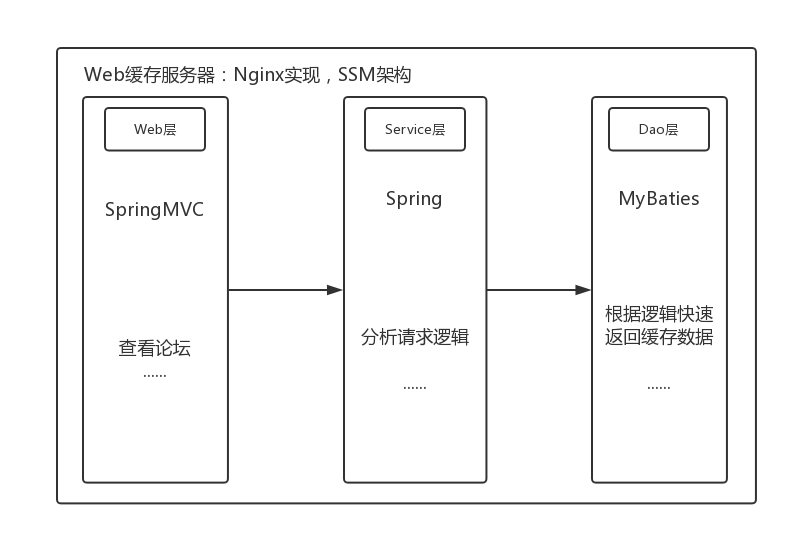 Web缓存服务器：Nginx实现，SSM架构
Web层
SpringMVC
查看论坛
......
Service层
Spring
分析请求逻辑
......
Dao层
MyBaties
根据逻辑快速
返回缓存数据
......